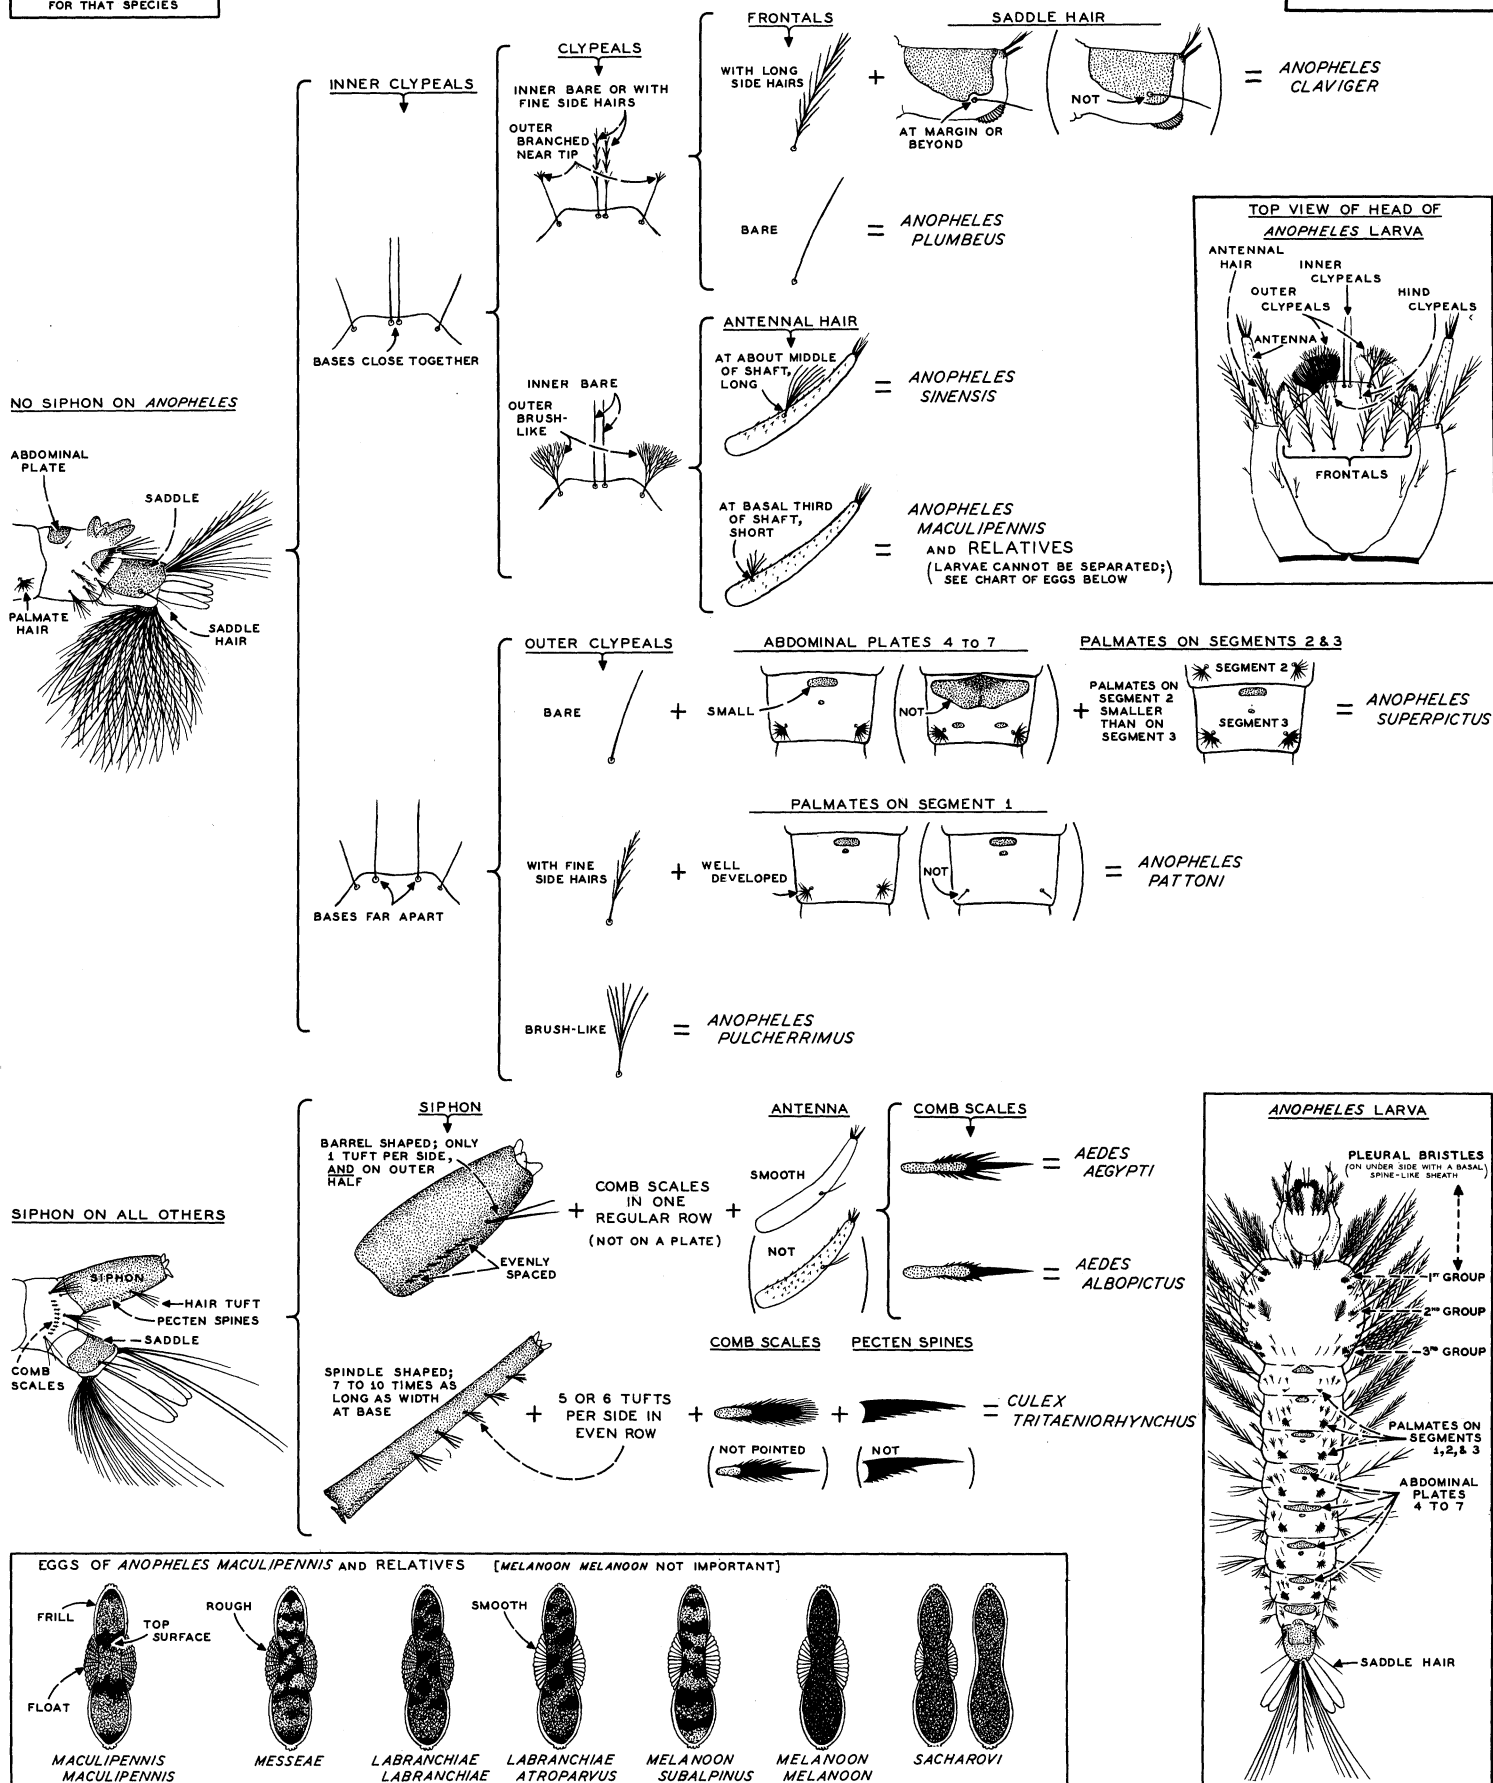 FOR THAT SPECIES
INNER CLYPEALS
CLYPEALS
INNER BARE OR WITH
FINE SIDE HAIRS
OUTER
BRANCHED
NEAR TIP
FRONTALS
WITH LONG
SIDE HAIRS
+
SADDLE HAIR
AT MARGIN OR
BEYOND
NOT
=
ANOPHELES
CLAVIGER
BARE
=
ANOPHELES
PLUMBEUS
BASES CLOSE TOGETHER
INNER BARE
OUTER
BRUSH-
LIKE
ANTENNAL HAIR
AT ABOUT MIDDLE
OF SHAFT,
LONG
=
ANOPHELES
SINENSIS
AT BASAL THIRD
OF SHAFT,
SHORT
=
ANOPHELES
MACULIPENNIS
AND RELATIVES
(LARVAE CANNOT BE SEPARATED;
SEE CHART OF EGGS BELOW)
TOP VIEW OF HEAD OF
ANOPHELES LARVA
ANTENNAL
HAIR
INNER
CLYPEALS
OUTER
CLYPEALS
HIND
CLYPEALS
ANTENNA
FRONTALS
NO SIPHON ON ANOPHELES
ABDOMINAL
PLATE
SADDLE
PALMATE
HAIR
SADDLE
HAIR
BASES FAR APART
OUTER CLYPEALS
BARE
+
ABDOMINAL PLATES 4 TO 7
SMALL
NOT
+
PALMATES ON SEGMENTS 2 & 3
PALMATES ON
SEGMENT 2
SMALLER
THAN ON
SEGMENT 3
SEGMENT 2
SEGMENT 3
=
ANOPHELES
SUPERPICTUS
WITH FINE
SIDE HAIRS
+
PALMATES ON SEGMENT 1
WELL
DEVELOPED
NOT
=
ANOPHELES
PATTONI
BRUSH-LIKE
=
ANOPHELES
PULCHERRIMUS
SIPHON ON ALL OTHERS
SIPHON
HAIR TUFT
PECTEN SPINES
SADDLE
COMB
SCALES
SIPHON
BARREL SHAPED; ONLY
1 TUFT PER SIDE,
AND ON OUTER
HALF
EVENLY
SPACED
+
COMB SCALES
IN ONE
REGULAR ROW
(NOT ON A PLATE)
+
ANTENNA
SMOOTH
NOT
COMB SCALES
=
AEDES
AEGYPTI
=
AEDES
ALBOPICTUS
SPINDLE SHAPED;
7 TO 10 TIMES AS
LONG AS WIDTH
AT BASE
+
5 OR 6 TUFTS
PER SIDE IN
EVEN ROW
+
COMB SCALES
(NOT POINTED)
+
PECTEN SPINES
(NOT)
=
CULEX
TRITAENIORHYNCHUS
ANOPHELES LARVA
PLEURAL BRISTLES
(ON UNDER SIDE WITH A BASAL
SPINE-LIKE SHEATH)
1ST GROUP
2ND GROUP
3RD GROUP
PALMATES ON
SEGMENTS
1, 2, & 3
ABDOMINAL
PLATES
4 TO 7
SADDLE HAIR
EGGS OF ANOPHELES MACULIPENNIS AND RELATIVES [MELANOON MELANOON NOT IMPORTANT]
FRILL
TOP
SURFACE
FLOAT
ROUGH
SMOOTH
MACULIPENNIS
MACULIPENNIS
MESSEAE
LABRANCHIAE
LABRANCHIAE
LABRANCHIAE
ATROPARVUS
MELANOON
SUBALPINUS
MELANOON
MELANOON
SACHAROVI